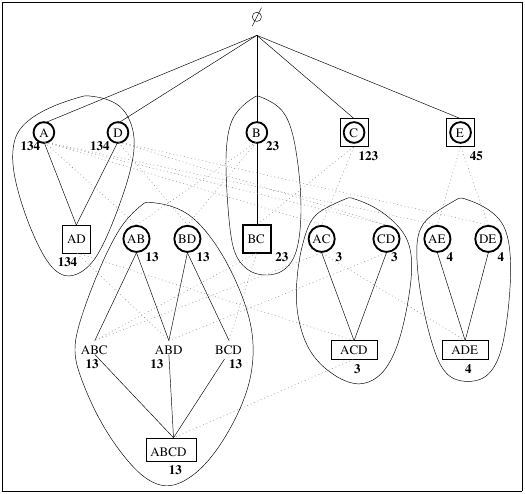 ∅
A D B C E
134 134 23 123 45
AD AB BD BC AC CD AE DE
134 13 13 23 3 3 4 4
ABC ABD BCD ACD ADE
13 13 13 3 4
ABCD
13